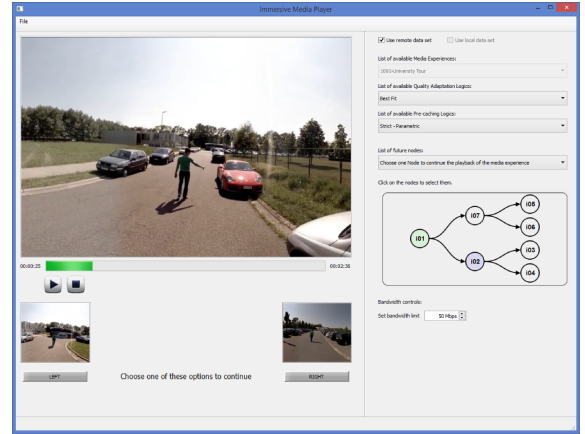 Immersive Media Player
File
Use remote data set
Use local data set
List of available Media Experiences:
1001-University Tour
List of available Quality Adaptation Logics:
Best Fit
List of available Pre-caching Logics:
Strict - Parametric
List of future nodes:
Choose one Node to continue the playback of the media experience
Click on the nodes to select them.
i01
i07
i02
i05
i06
i03
i04
00:00:25
00:02:36
Bandwidth controls:
Set bandwidth limit
50 Mbps
LEFT
Choose one of these options to continue
RIGHT